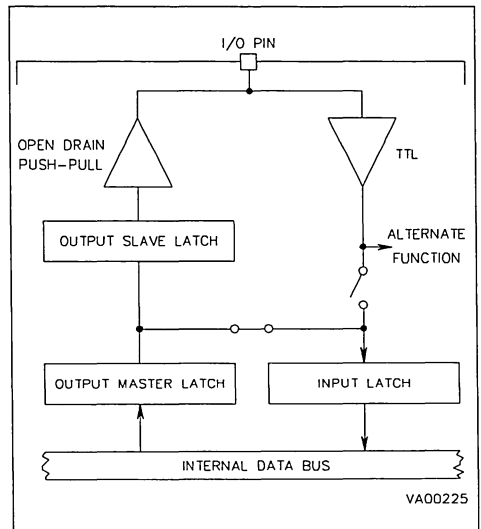 I/O PIN
OPEN DRAIN
PUSH-PULL
TTL
OUTPUT SLAVE LATCH
ALTERNATE
FUNCTION
OUTPUT MASTER LATCH
INPUT LATCH
INTERNAL DATA BUS
VA00225